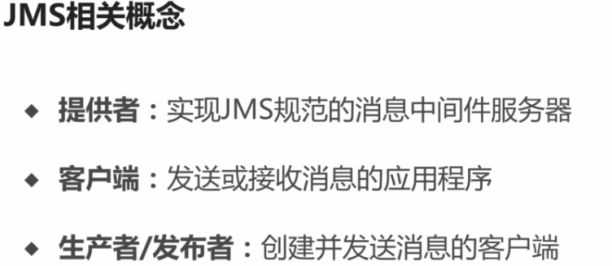 JMS相关概念
◆ 提供者：实现JMS规范的消息中间件服务器
◆ 客户端：发送或接收消息的应用程序
◆ 生产者/发布者：创建并发送消息的客户端